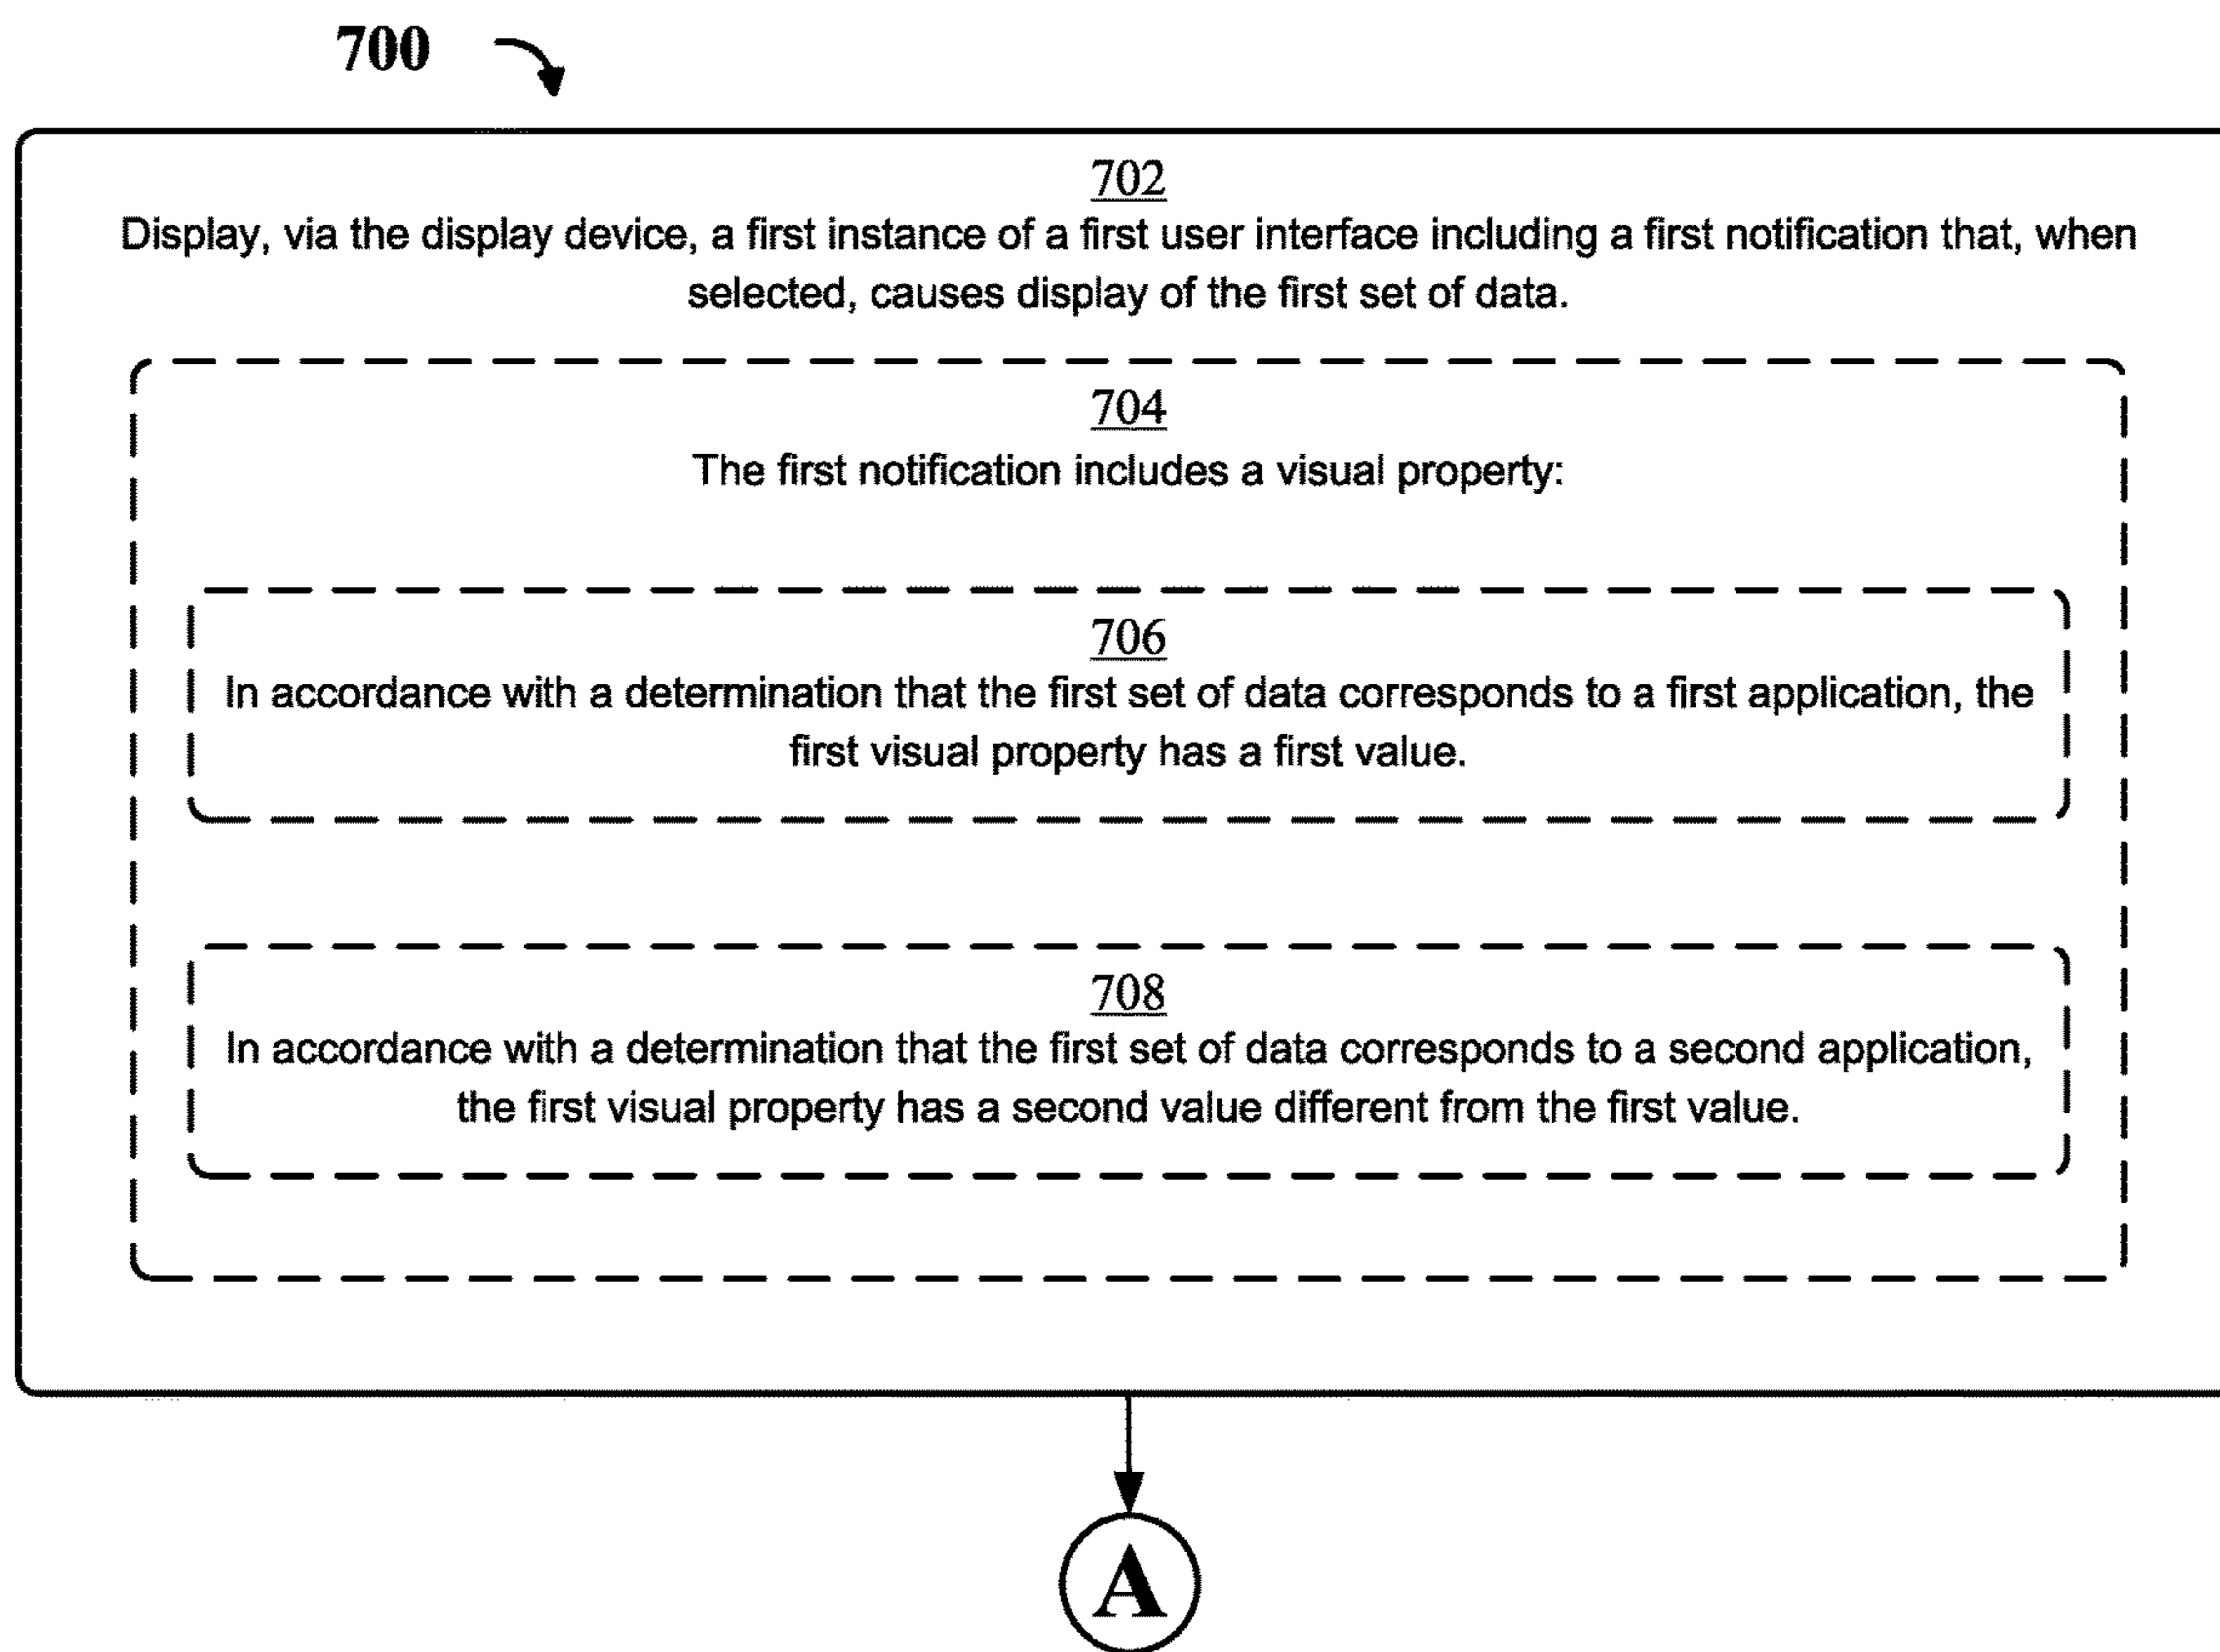 700
702
Display, via the display device, a first instance of a first user interface including a first notification that, when
selected, causes display of the first set of data.
704
The first notification includes a visual property:
706
In accordance with a determination that the first set of data corresponds to a first application, the
first visual property has a first value.
708
In accordance with a determination that the first set of data corresponds to a second application,
the first visual property has a second value different from the first value.
A